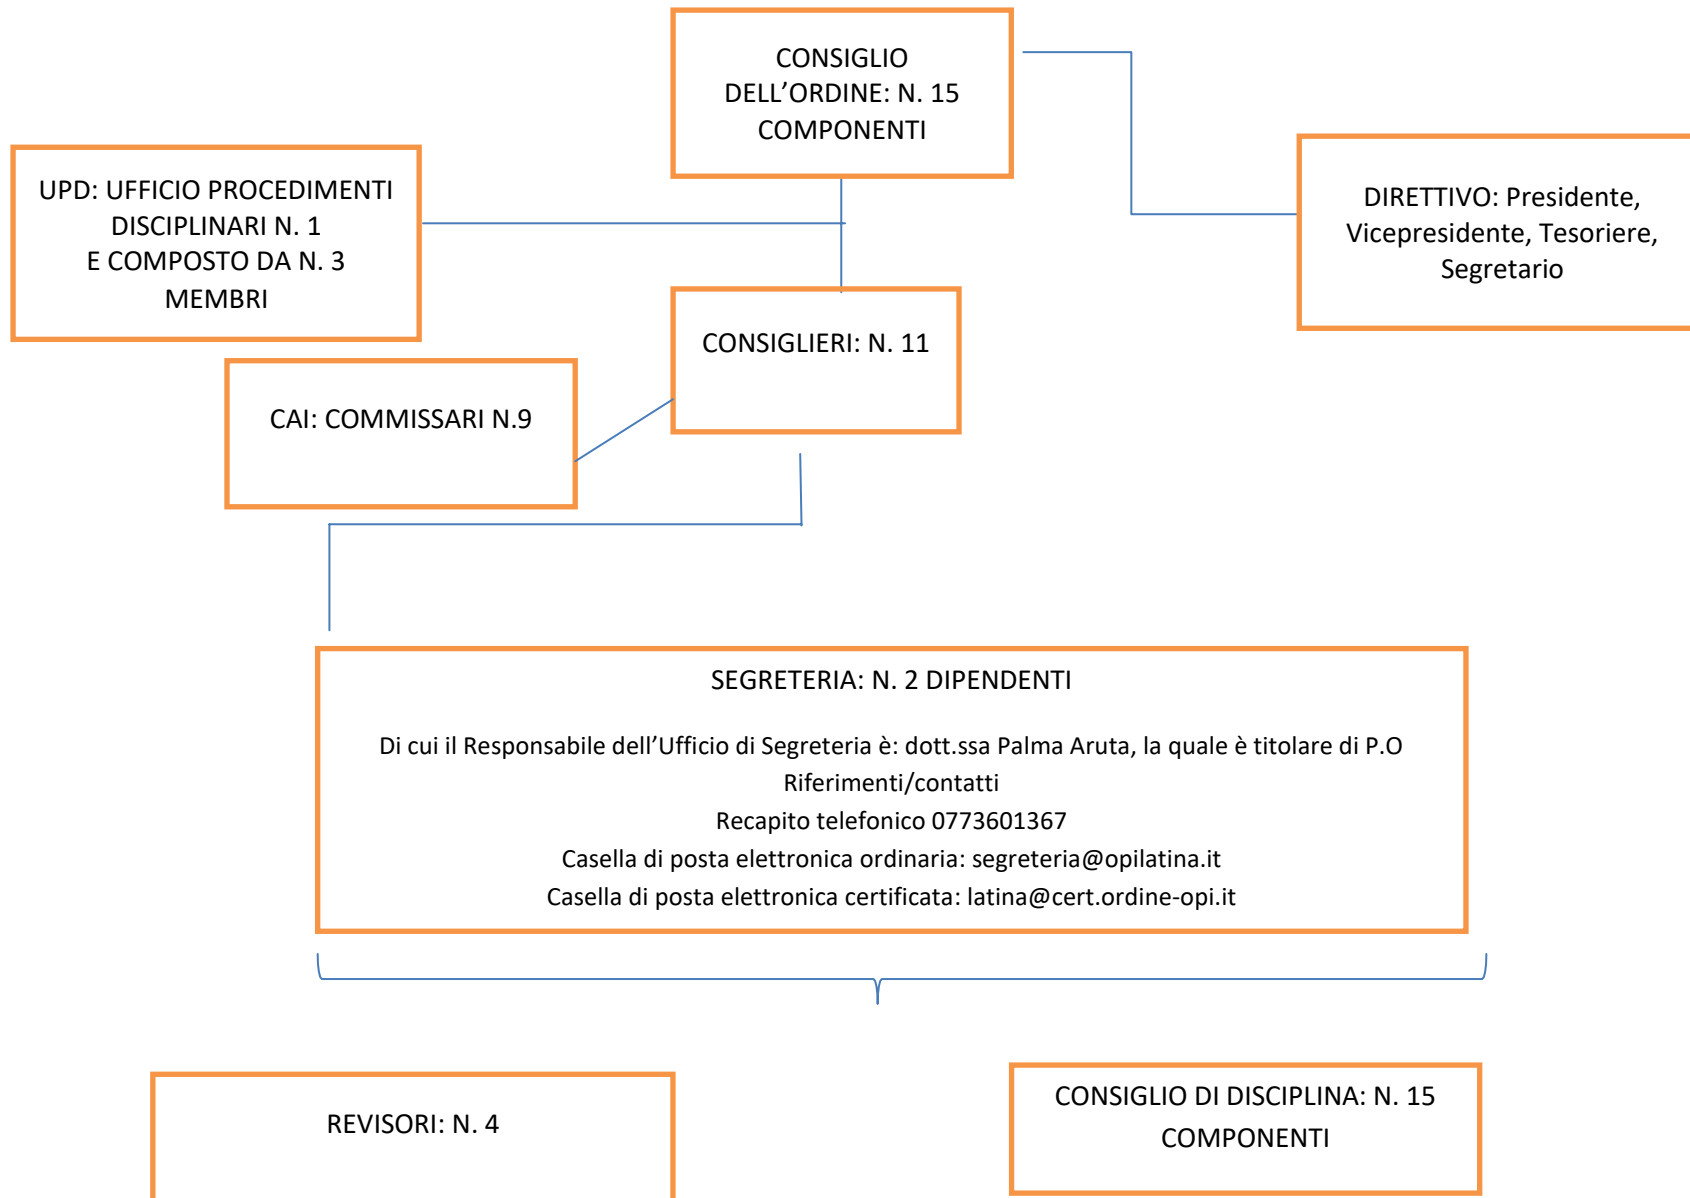 CONSIGLIO
DELL’ORDINE: N. 15
COMPONENTI
UPD: UFFICIO PROCEDIMENTI
DISCIPLINARI N. 1
E COMPOSTO DA N. 3
MEMBRI
DIRETTIVO: Presidente,
Vicepresidente, Tesoriere,
Segretario
CONSIGLIERI: N. 11
CAI: COMMISSARI N.9
SEGRETERIA: N. 2 DIPENDENTI
Di cui il Responsabile dell’Ufficio di Segreteria è: dott.ssa Palma Aruta, la quale è titolare di P.O
Riferimenti/contatti
Recapito telefonico 0773601367
Casella di posta elettronica ordinaria: segreteria@opilatina.it
Casella di posta elettronica certificata: latina@cert.ordine-opi.it
REVISORI: N. 4
CONSIGLIO DI DISCIPLINA: N. 15
COMPONENTI